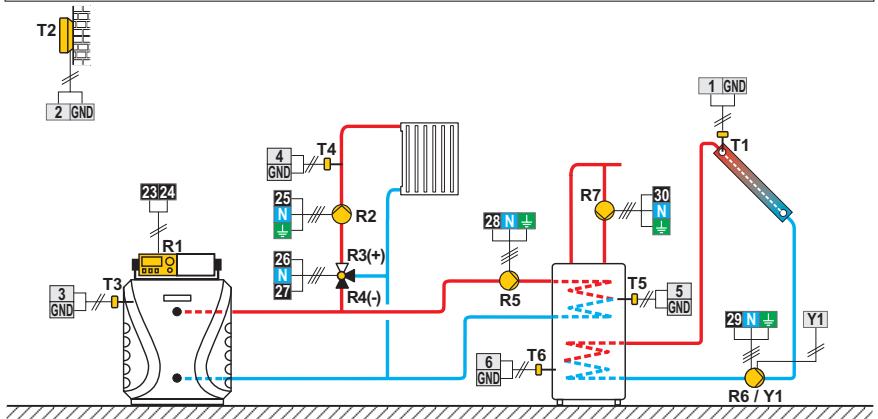 T2
2 GND
1 GND
T1
4
GND
T4
25
N
R2
R7
30
N
23 24
28 N
R1
R3(+)
26
N
27
R4(-)
R5
3
GND
T3
T5
5
GND
29 N
Y1
6
GND
T6
R6 / Y1